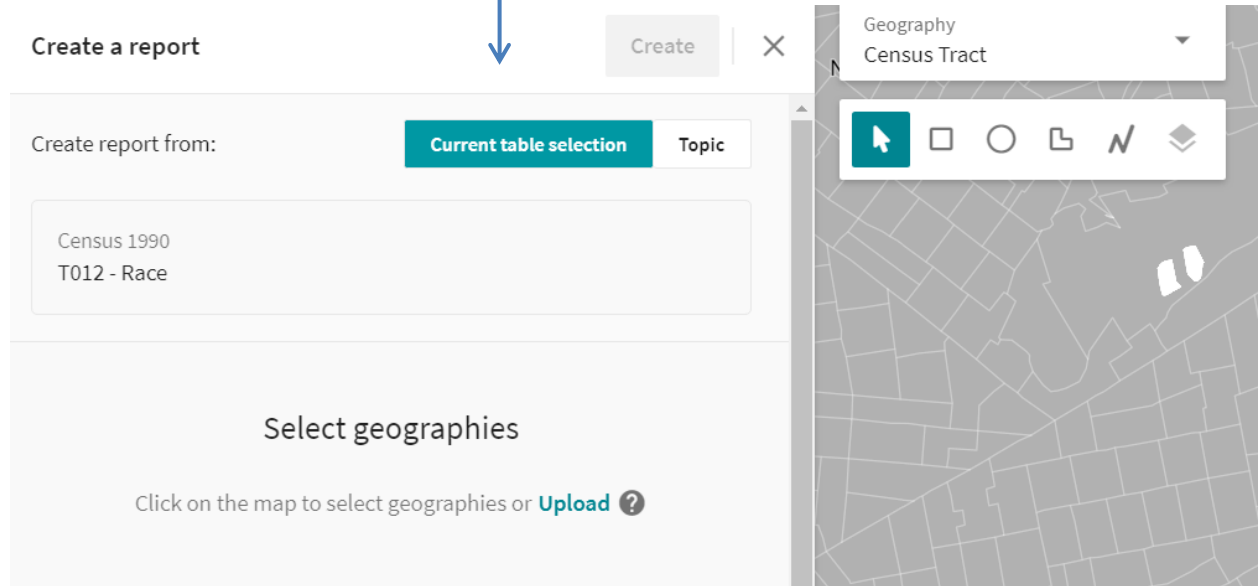 Create a report
Create
Create report from:
Current table selection
Topic
Census 1990
T012 - Race
Select geographies
Click on the map to select geographies or Upload ?
Geography
Census Tract
N